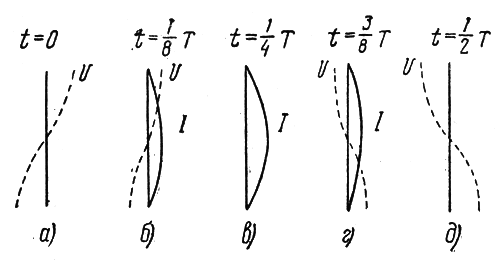 t=0 t=1/8 T t=1/4 T t=3/8 T t=1/2 T
U U I I U I U
а) б) в) г) д)